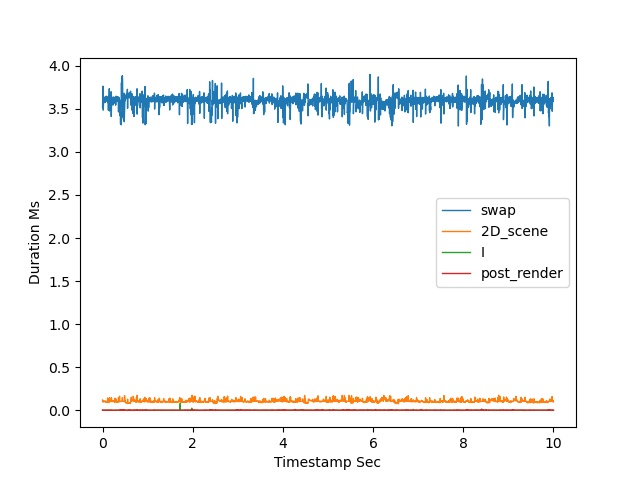 4.0
3.5
3.0
2.5
2.0
1.5
1.0
0.5
0.0
Duration Ms
swap
2D_scene
I
post_render
0 2 4 6 8 10
Timestamp Sec